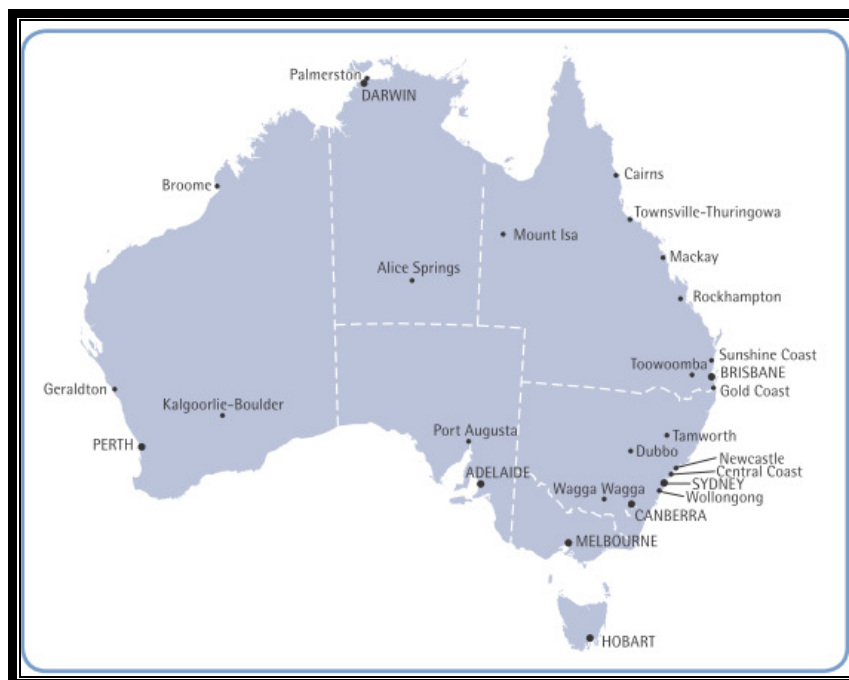 Palmerston
DARWIN
Broome
Cairns
Townsville-Thuringowa
Mount Isa
Mackay
Alice Springs
Rockhampton
Sunshine Coast
Toowoomba
BRISBANE
Geraldton
Gold Coast
Kalgoorlie-Boulder
Port Augusta
Tamworth
PERTH
Dubbo
Newcastle
Central Coast
ADELAIDE
SYDNEY
Wagga Wagga
Wollongong
CANBERRA
MELBOURNE
HOBART